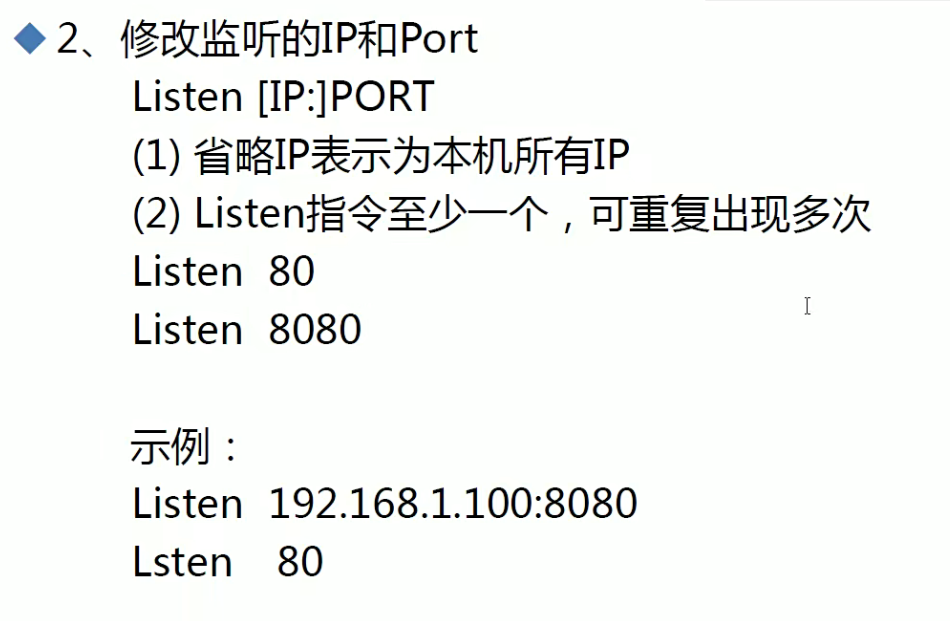 2、修改监听的IP和Port
Listen [IP:]PORT
(1) 省略IP表示为本机所有IP
(2) Listen指令至少一个，可重复出现多次
Listen 80
Listen 8080
示例：
Listen 192.168.1.100:8080
Lsten 80